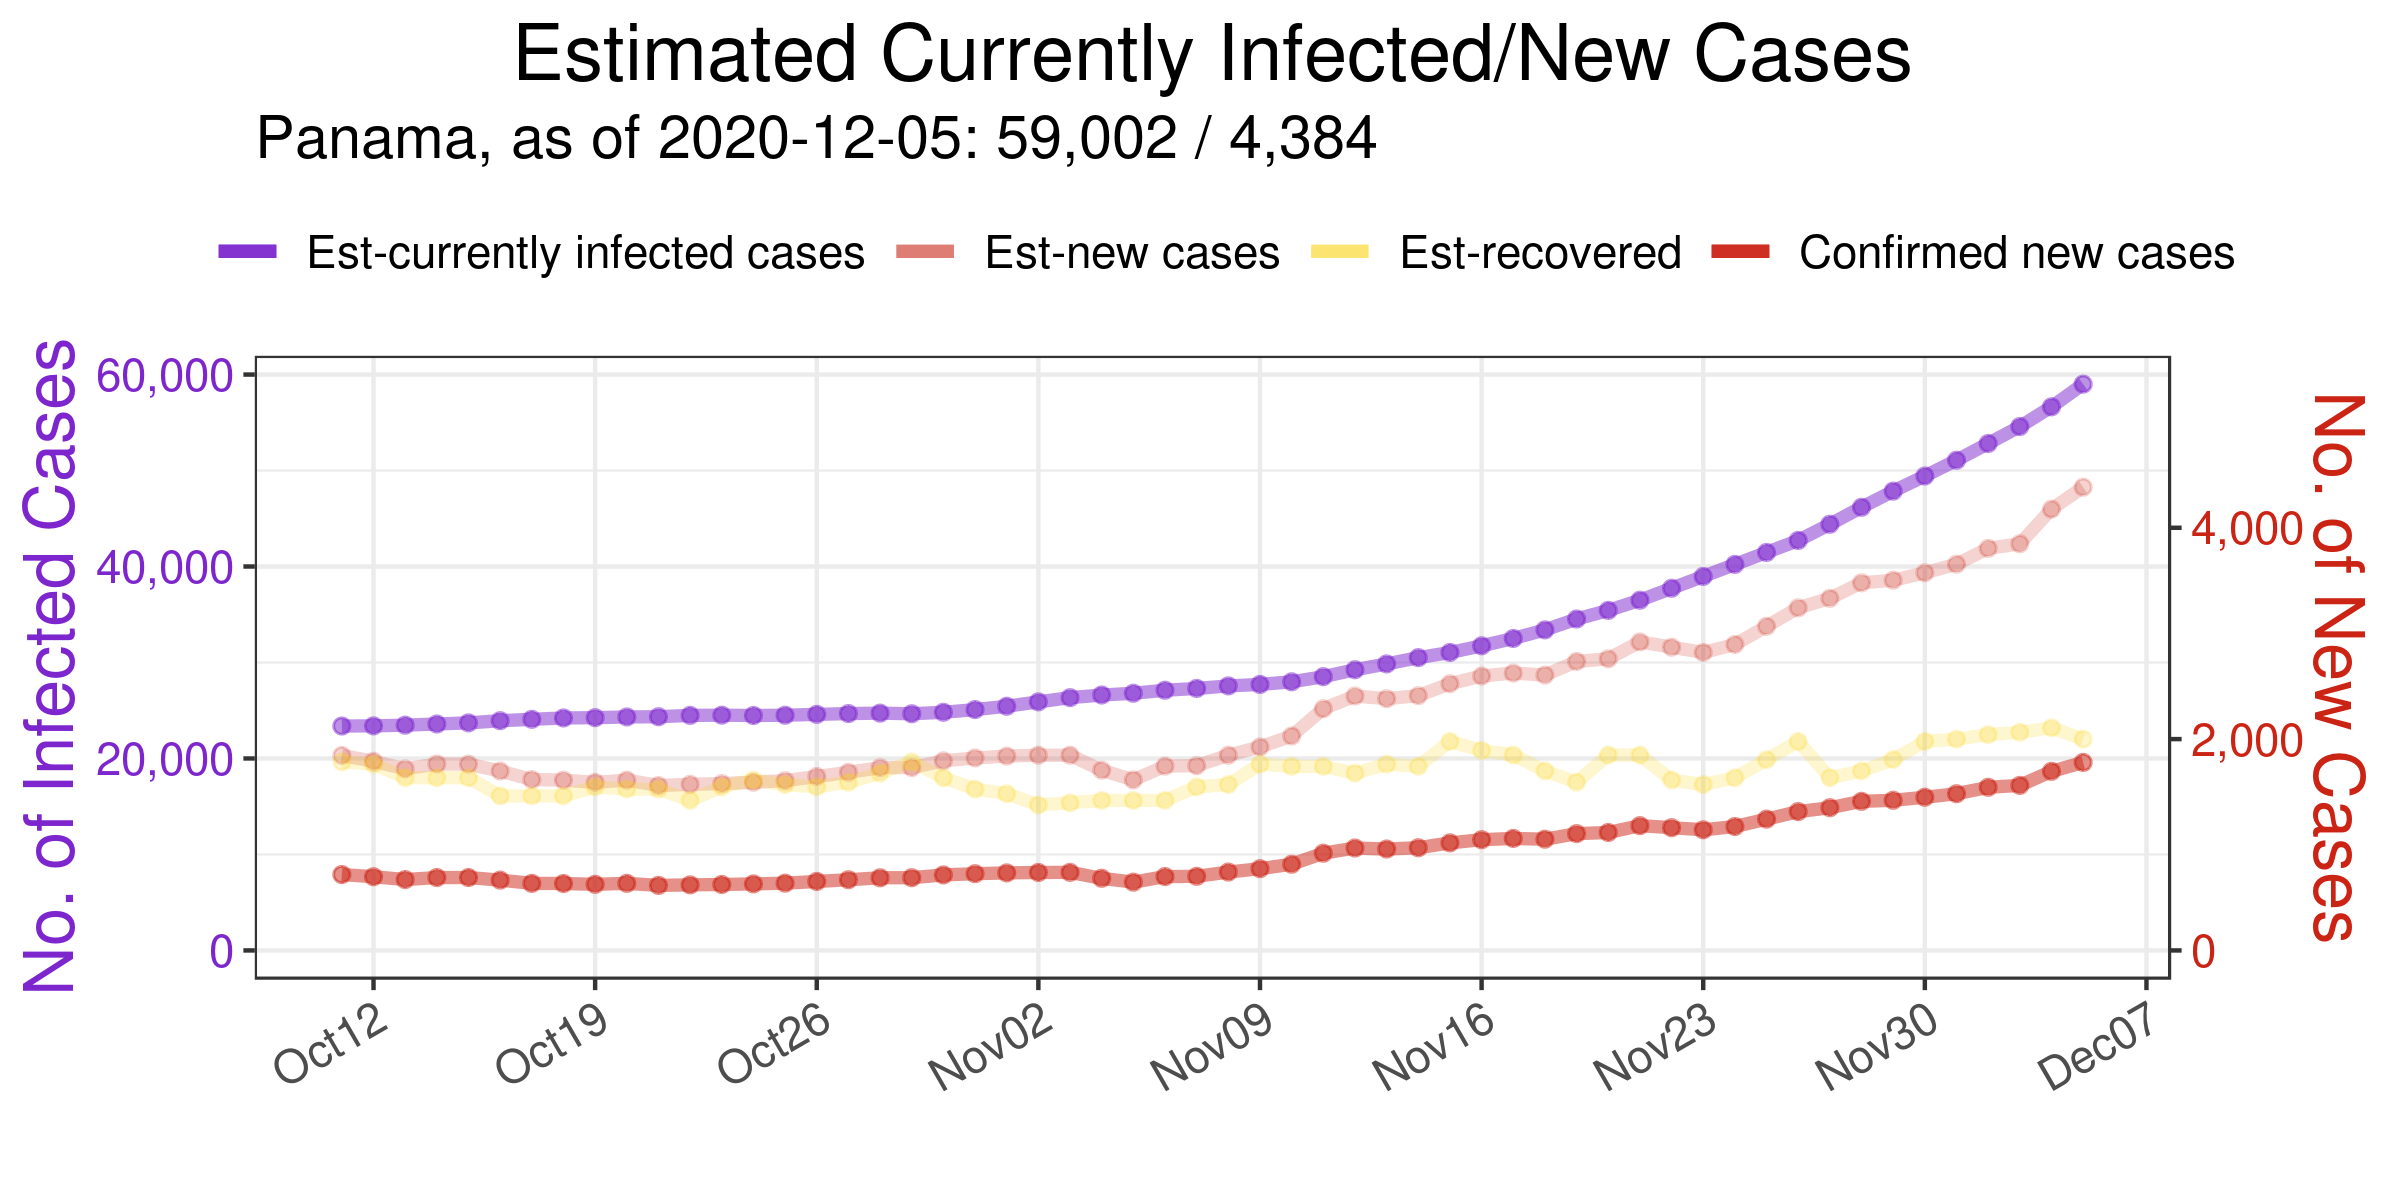 Estimated Currently Infected/New Cases
Panama, as of 2020-12-05: 59,002 / 4,384
Est-currently infected cases Est-new cases Est-recovered Confirmed new cases
No. of Infected Cases
60,000
40,000
20,000
0
4,000
2,000
0
No. of New Cases
Oct12 Oct19 Oct26 Nov02 Nov09 Nov16 Nov23 Nov30 Dec07